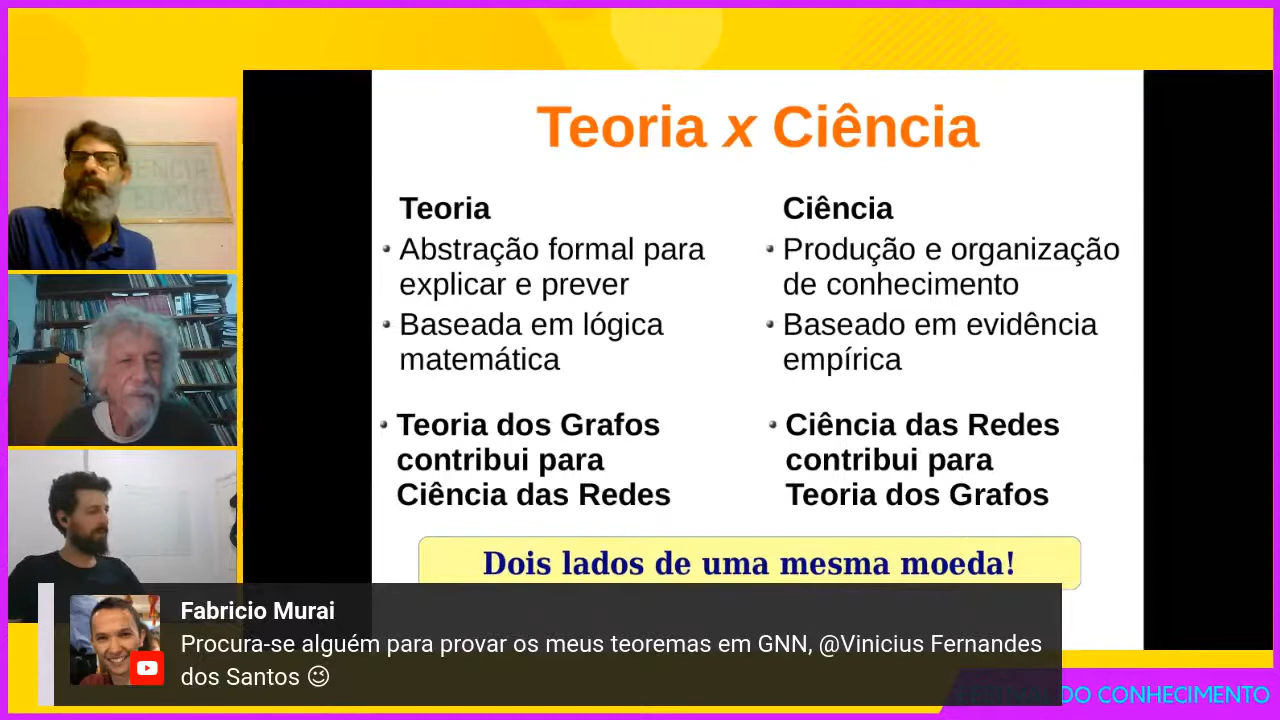 Teoria x Ciência
Teoria
Abstração formal para
explicar e prever
Baseada em lógica
matemática
Teoria dos Grafos
contribui para
Ciência das Redes
Ciência
Produção e organização
de conhecimento
Baseado em evidência
empírica
Ciência das Redes
contribui para
Teoria dos Grafos
Dois lados de uma mesma moeda!
Fabricio Murai
Procura-se alguém para provar os meus teoremas em GNN, @Vinicius Fernandes
dos Santos 😉
DO CONHECIMENTO